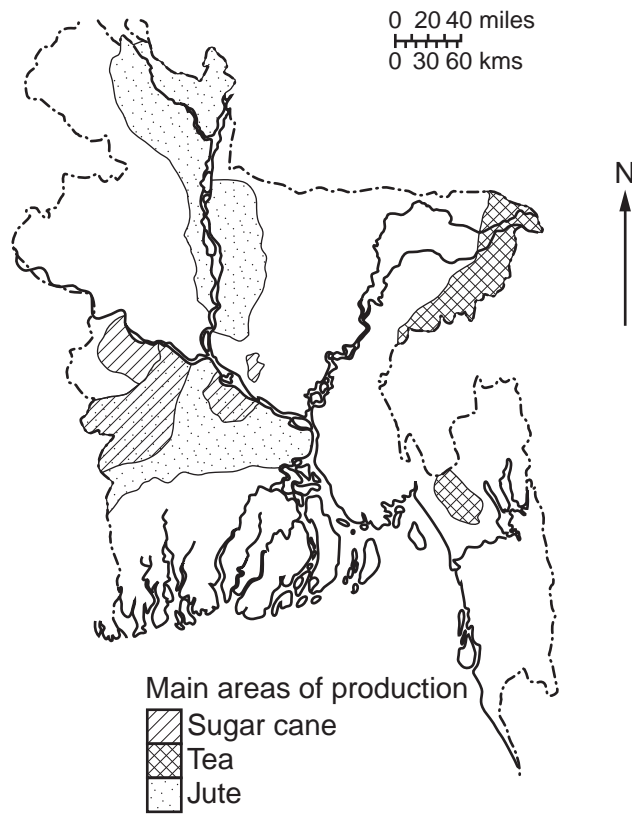 0 20 40 miles
0 30 60 kms
N
Main areas of production
Sugar cane
Tea
Jute